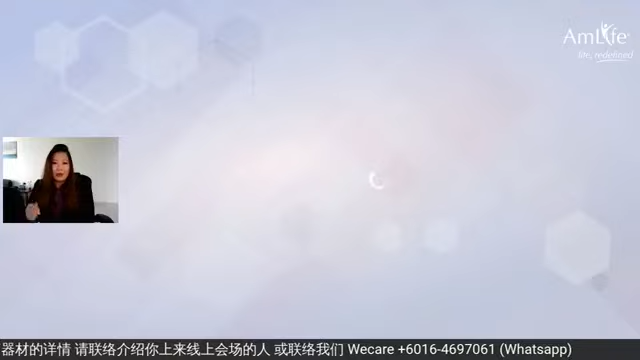 AmLife
life, redefined
器材的详情 请联络介绍你上来线上会场的人 或联络我们 Wecare +6016-4697061 (Whatsapp)